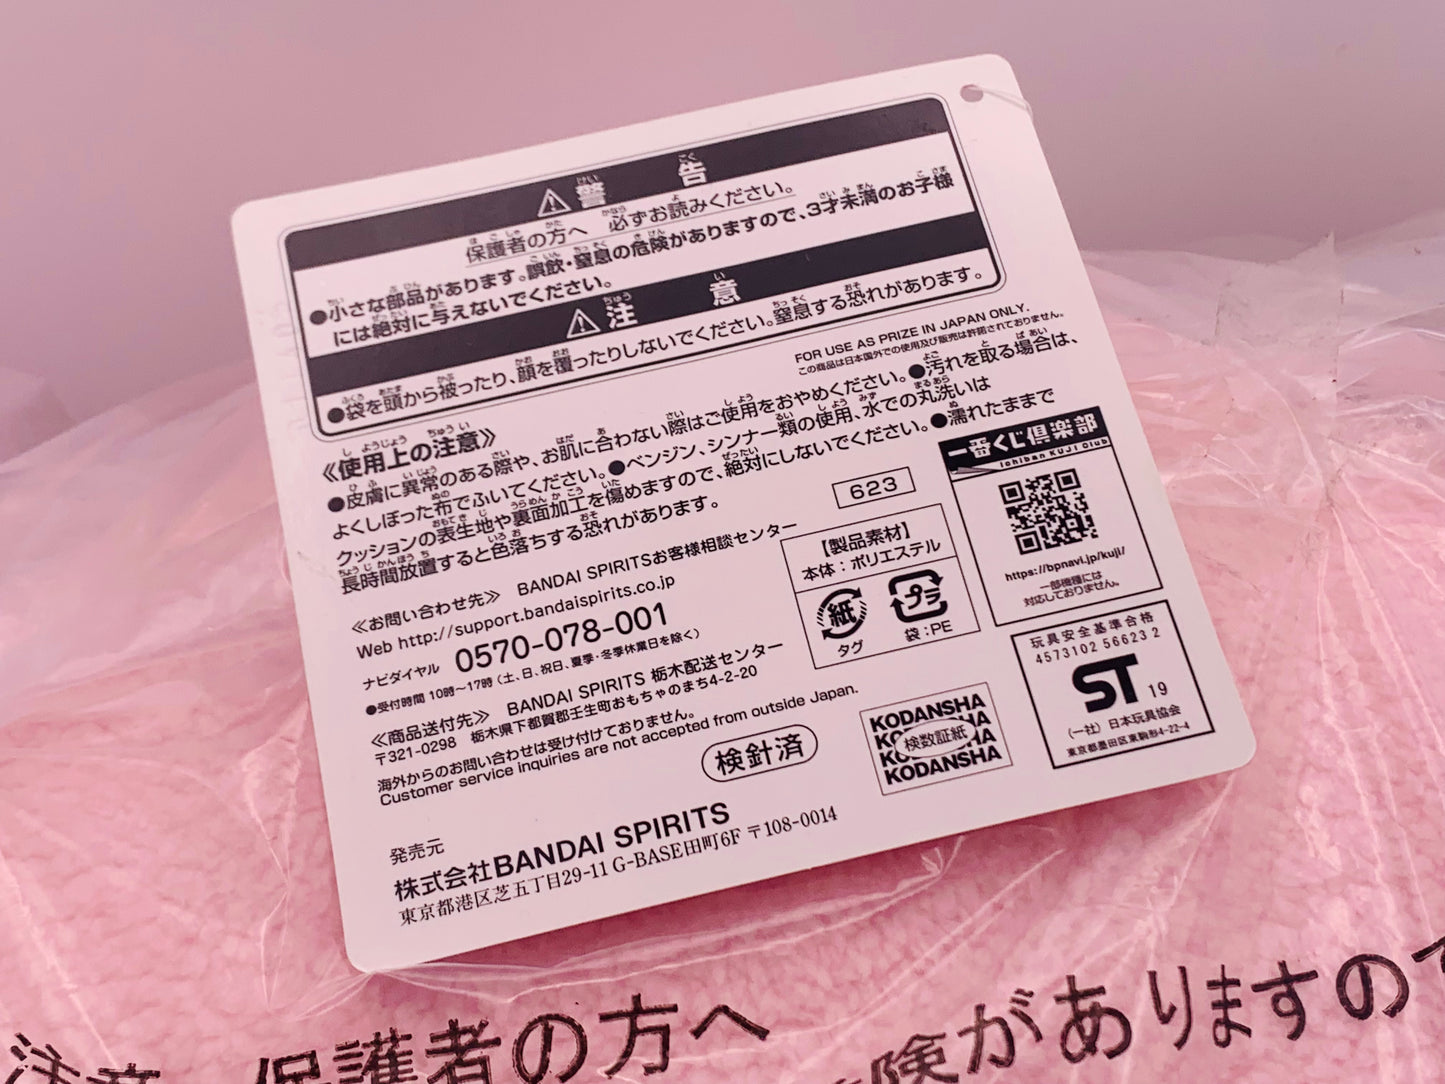 警告
保護者の方へ 必ずお読みください。
●小さな部品があります。誤飲・窒息の危険がありますので、3才未満のお子様
には絶対に与えないでください。
注意
●袋を頭から被ったり、顔を覆ったりしないでください。窒息する恐れがあります。
FOR USE AS PRIZE IN JAPAN ONLY.
この商品は日本国外での使用及び販売は許諾されておりません。
《使用上の注意》
●皮膚に異常のある際や、お肌に合わない際はご使用をおやめください。●汚れを取る場合は、
よくしぼった布でふいてください。●ベンジン、シンナー類の使用、水での丸洗いは
クッションの表生地や裏面加工を傷めますので、絶対にしないでください。●濡れたままで
長時間放置すると色落ちする恐れがあります。
623
《お問い合わせ先》 BANDAI SPIRITSお客様相談センター
Web http://support.bandaispirits.co.jp
ナビダイヤル 0570-078-001
●受付時間 10時~17時(土、日、祝日、夏季・冬季休業日を除く)
《商品送付先》 BANDAI SPIRITS 栃木配送センター
〒321-0298 栃木県下都賀郡壬生町おもちゃのまち4-2-20
海外からのお問い合わせは受け付けておりません。
Customer service inquiries are not accepted from outside Japan.
【製品素材】
本体:ポリエステル
紙 プラ
タグ 袋:PE
一番くじ倶楽部
Ichiban KUJI Club
https://bpnavi.jp/kuji/
一部機種には
対応しておりません。
玩具安全基準合格
4573102 56623 2
ST 19
(一社)日本玩具協会
東京都墨田区東駒形4-22-4
検針済
KODANSHA
検数証紙
KODANSHA
KODANSHA
発売元
株式会社BANDAI SPIRITS
東京都港区芝五丁目29-11 G-BASE田町6F 〒108-0014
注意 保護者の方へ
険がありますので